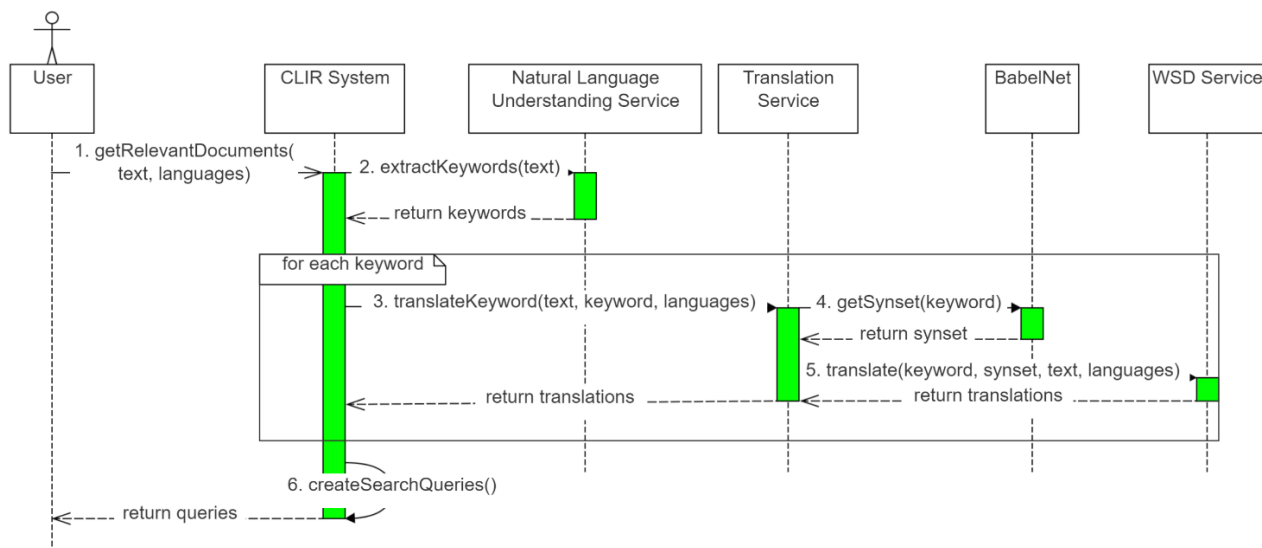 User
CLIR System
Natural Language
Understanding Service
Translation
Service
BabelNet
WSD Service
1. getRelevantDocuments(
text, languages)
2. extractKeywords(text)
return keywords
for each keyword
3. translateKeyword(text, keyword, languages)
4. getSynset(keyword)
return synset
5. translate(keyword, synset, text, languages)
return translations
return translations
6. createSearchQueries()
return queries